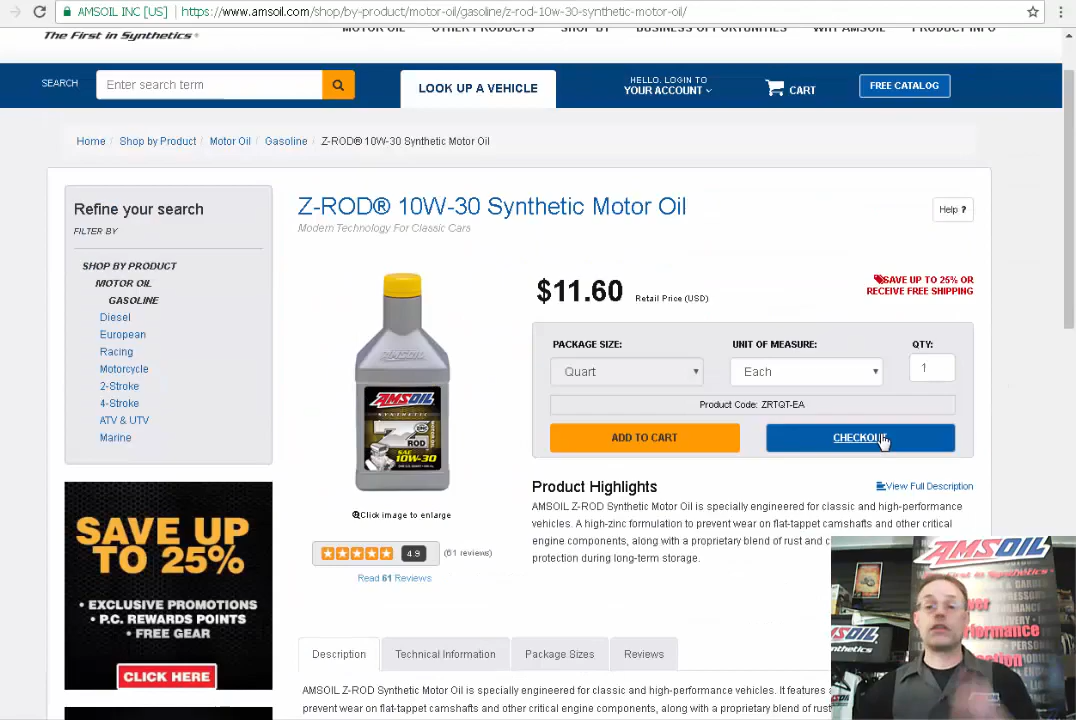 AMSOIL INC [US]
https://www.amsoil.com/shop/by-product/motor-oil/gasoline/z-rod-10w-30-synthetic-motor-oil/
The First in Synthetics®
MOTOR OIL OTHER PRODUCTS SHOP BY BUSINESS OPPORTUNITIES WHY AMSOIL PRODUCT INFO
SEARCH
Enter search term
LOOK UP A VEHICLE
HELLO. LOGIN TO
YOUR ACCOUNT
CART
FREE CATALOG
Home / Shop by Product / Motor Oil / Gasoline / Z-ROD® 10W-30 Synthetic Motor Oil
Refine your search
FILTER BY
SHOP BY PRODUCT
MOTOR OIL
GASOLINE
Diesel
European
Racing
Motorcycle
2-Stroke
4-Stroke
ATV & UTV
Marine
SAVE UP
TO 25%
• EXCLUSIVE PROMOTIONS
• P.C. REWARDS POINTS
• FREE GEAR
CLICK HERE
Z-ROD® 10W-30 Synthetic Motor Oil
Modern Technology For Classic Cars
Help ?
AMSOIL
SYNTHETIC
ROD
SAE
10W-30
Click image to enlarge
4.9
(61 reviews)
Read 61 Reviews
$11.60 Retail Price (USD)
SAVE UP TO 25% OR
RECEIVE FREE SHIPPING
PACKAGE SIZE: UNIT OF MEASURE: QTY:
Quart Each 1
Product Code: ZRTQT-EA
ADD TO CART CHECKOUT
Product Highlights
View Full Description
AMSOIL Z-ROD Synthetic Motor Oil is specially engineered for classic and high-performance
vehicles. A high-zinc formulation to prevent wear on flat-tappet camshafts and other critical
engine components, along with a proprietary blend of rust and c
protection during long-term storage.
Description Technical Information Package Sizes Reviews
AMSOIL Z-ROD Synthetic Motor Oil is specially engineered for classic and high-performance vehicles. It features a
prevent wear on flat-tappet camshafts and other critical engine components, along with a proprietary blend of rus
AMSOIL
First in Synthetics